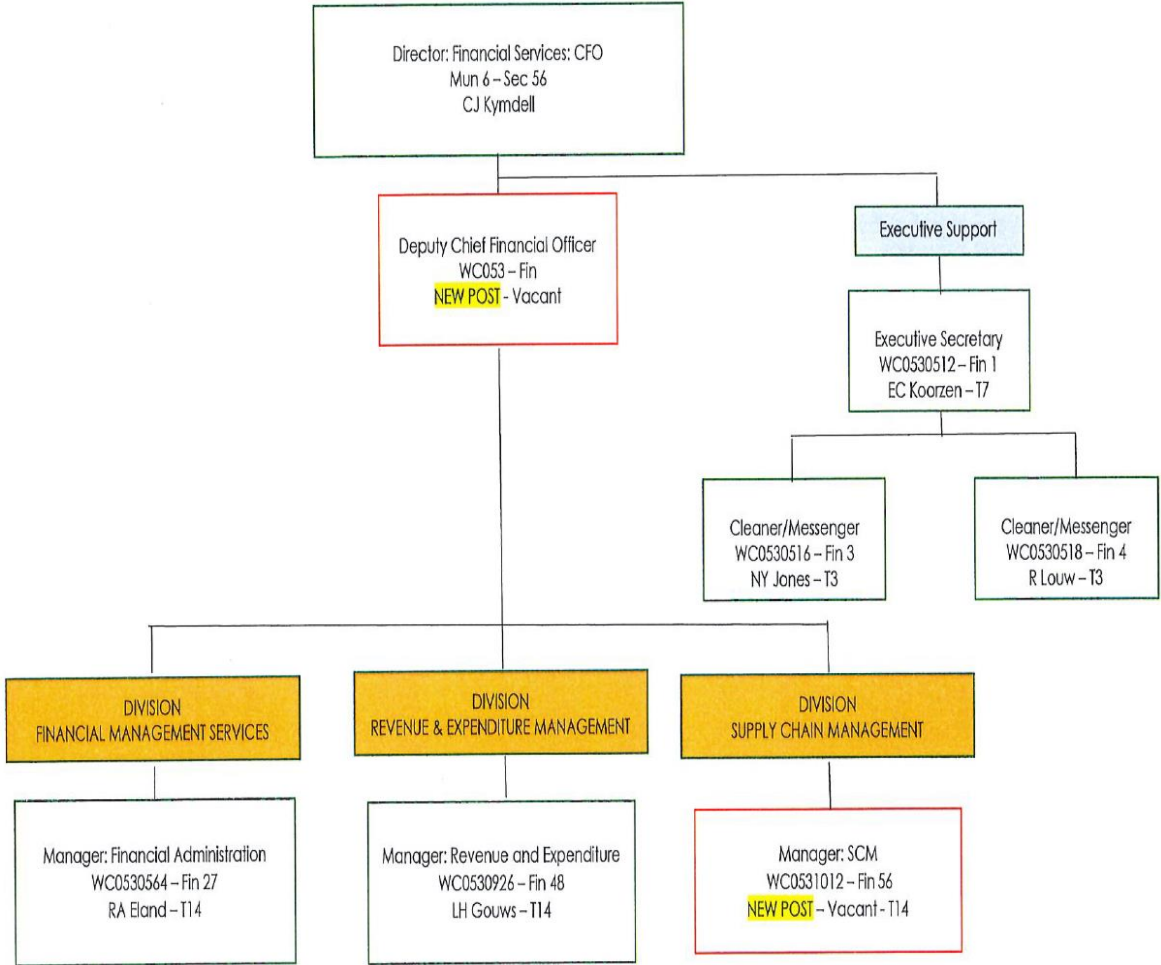 Director: Financial Services: CFO
Mun 6 – Sec 56
CJ Kymdell
Deputy Chief Financial Officer
WC053 – Fin
NEW POST - Vacant
Executive Support
Executive Secretary
WC0530512 – Fin 1
EC Koorzen – T7
Cleaner/Messenger
WC0530516 – Fin 3
NY Jones – T3
Cleaner/Messenger
WC0530518 – Fin 4
R Louw – T3
DIVISION
FINANCIAL MANAGEMENT SERVICES
DIVISION
REVENUE & EXPENDITURE MANAGEMENT
DIVISION
SUPPLY CHAIN MANAGEMENT
Manager: Financial Administration
WC0530564 – Fin 27
RA Eland – T14
Manager: Revenue and Expenditure
WC0530926 – Fin 48
LH Gouws – T14
Manager: SCM
WC0531012 – Fin 56
NEW POST – Vacant - T14